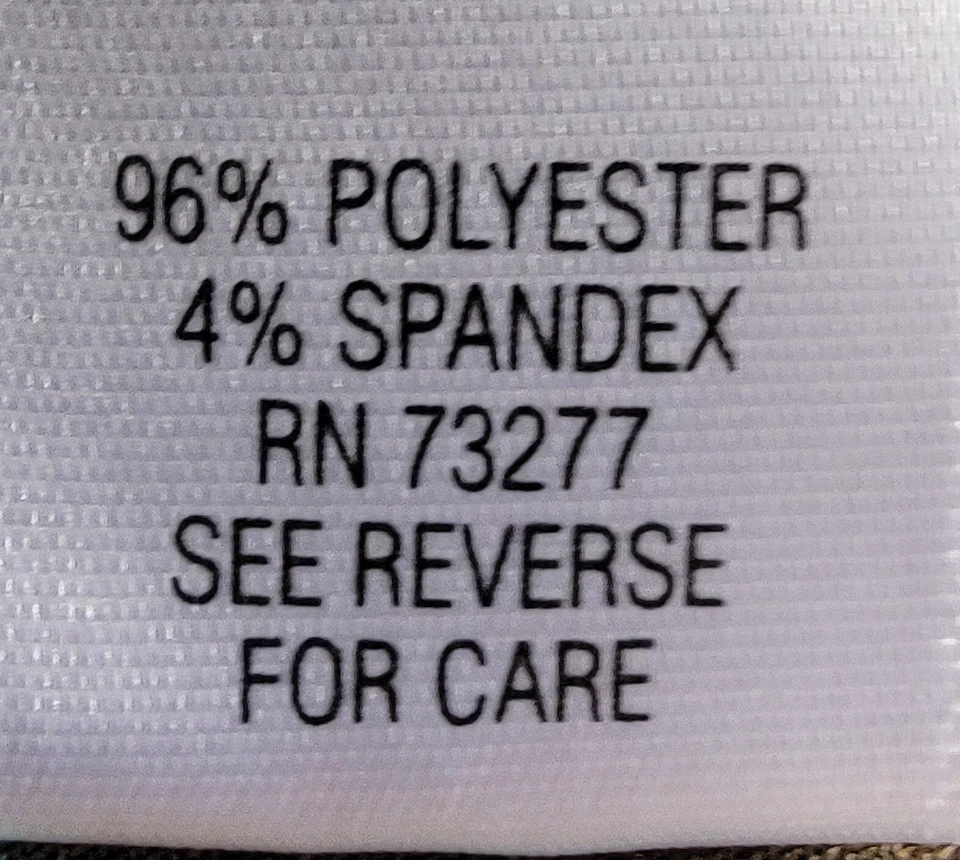 96% POLYESTER
4% SPANDEX
RN 73277
SEE REVERSE
FOR CARE